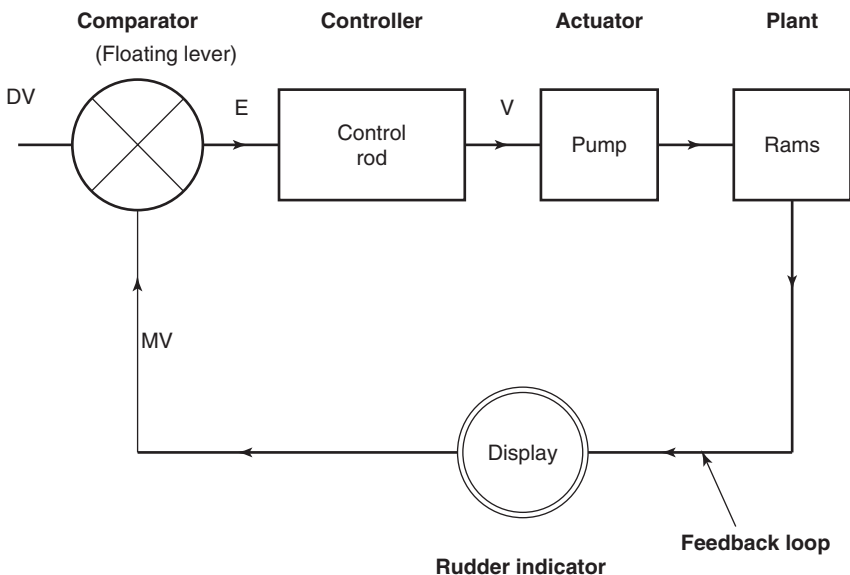 Comparator
(Floating lever)
Controller
Actuator
Plant
DV
E
Control
rod
V
Pump
Rams
MV
Display
Feedback loop
Rudder indicator